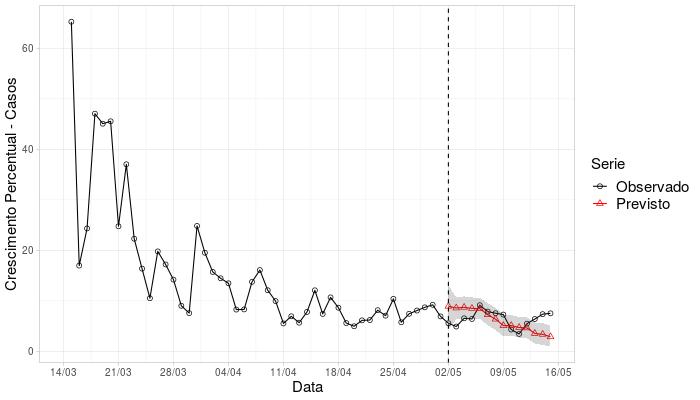 Crescimento Percentual - Casos
60
40
20
0
14/03 21/03 28/03 04/04 11/04 18/04 25/04 02/05 09/05 16/05
Data
Serie
Observado
Previsto